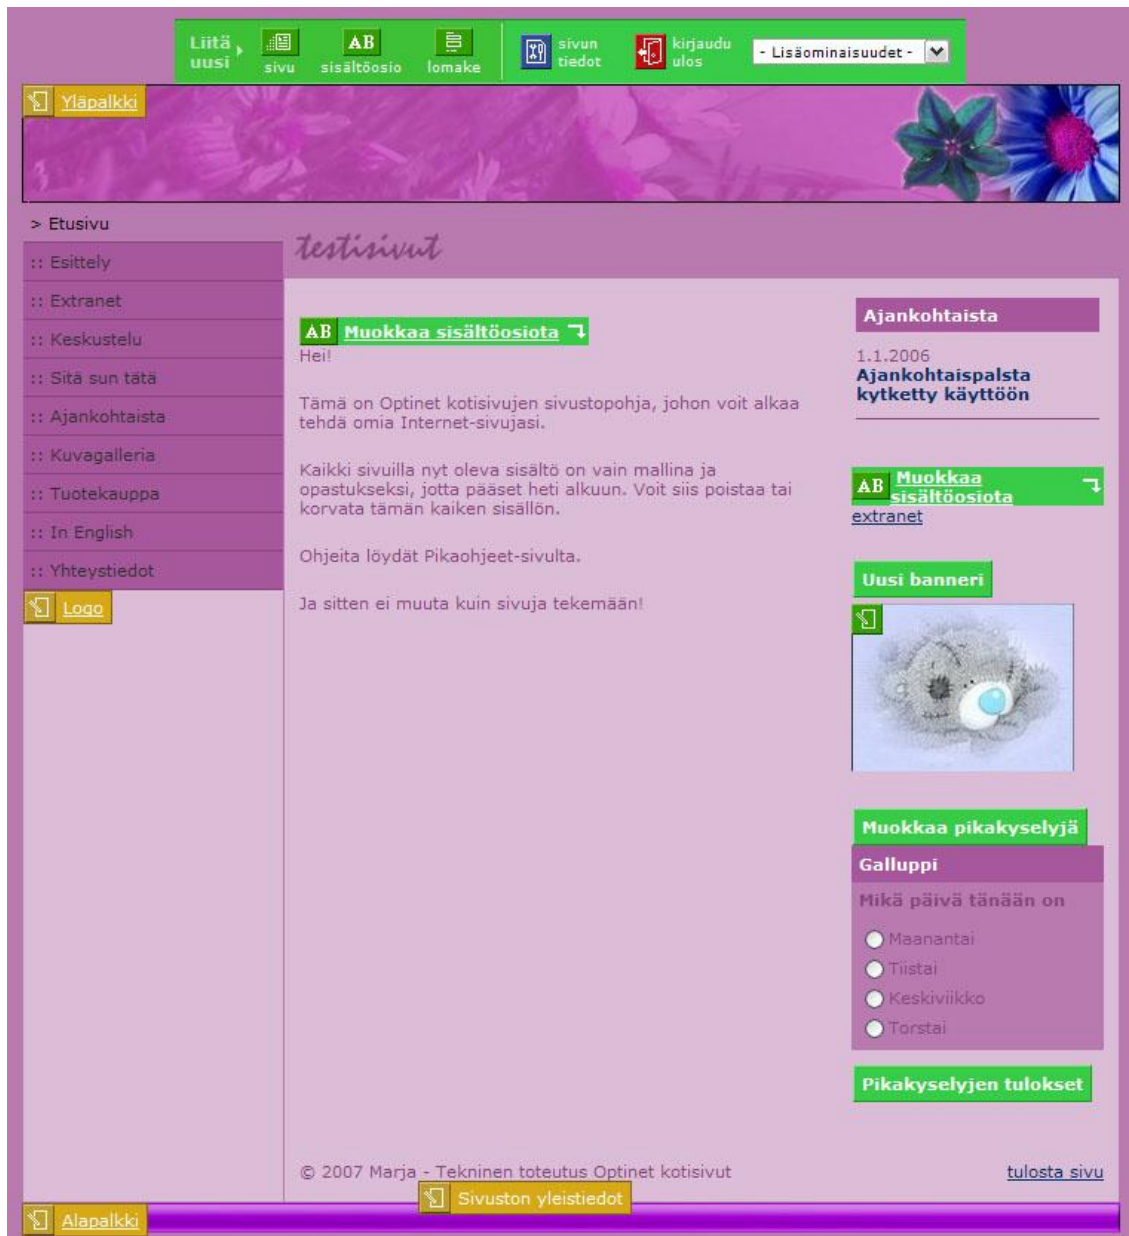 Liitä
uusi
sivu
AB
sisältöosio
lomake
sivun
tiedot
kirjaudu
ulos
- Lisäominaisuudet -
Yläpalkki
> Etusivu
:: Esittely
:: Extranet
:: Keskustelu
:: Sitä sun tätä
:: Ajankohtaista
:: Kuvagalleria
:: Tuotekauppa
:: In English
:: Yhteystiedot
Logo
testisivut
AB Muokkaa sisältöosiota
Hei!
Tämä on Optinet kotisivujen sivustopohja, johon voit alkaa
tehdä omia Internet-sivujasi.
Kaikki sivuilla nyt oleva sisältö on vain mallina ja
opastukseksi, jotta pääset heti alkuun. Voit siis poistaa tai
korvata tämän kaiken sisällön.
Ohjeita löydät Pikaohjeet-sivulta.
Ja sitten ei muuta kuin sivuja tekemään!
Ajankohtaista
1.1.2006
Ajankohtaispalsta
kytketty käyttöön
AB Muokkaa
sisältöosiota
extranet
Uusi banneri
Muokkaa pikakyselyjä
Galluppi
Mikä päivä tänään on
Maanantai
Tiistai
Keskiviikko
Torstai
Pikakyselyjen tulokset
© 2007 Marja - Tekninen toteutus Optinet kotisivut
tulosta sivu
Sivuston yleistiedot
Alapalkki